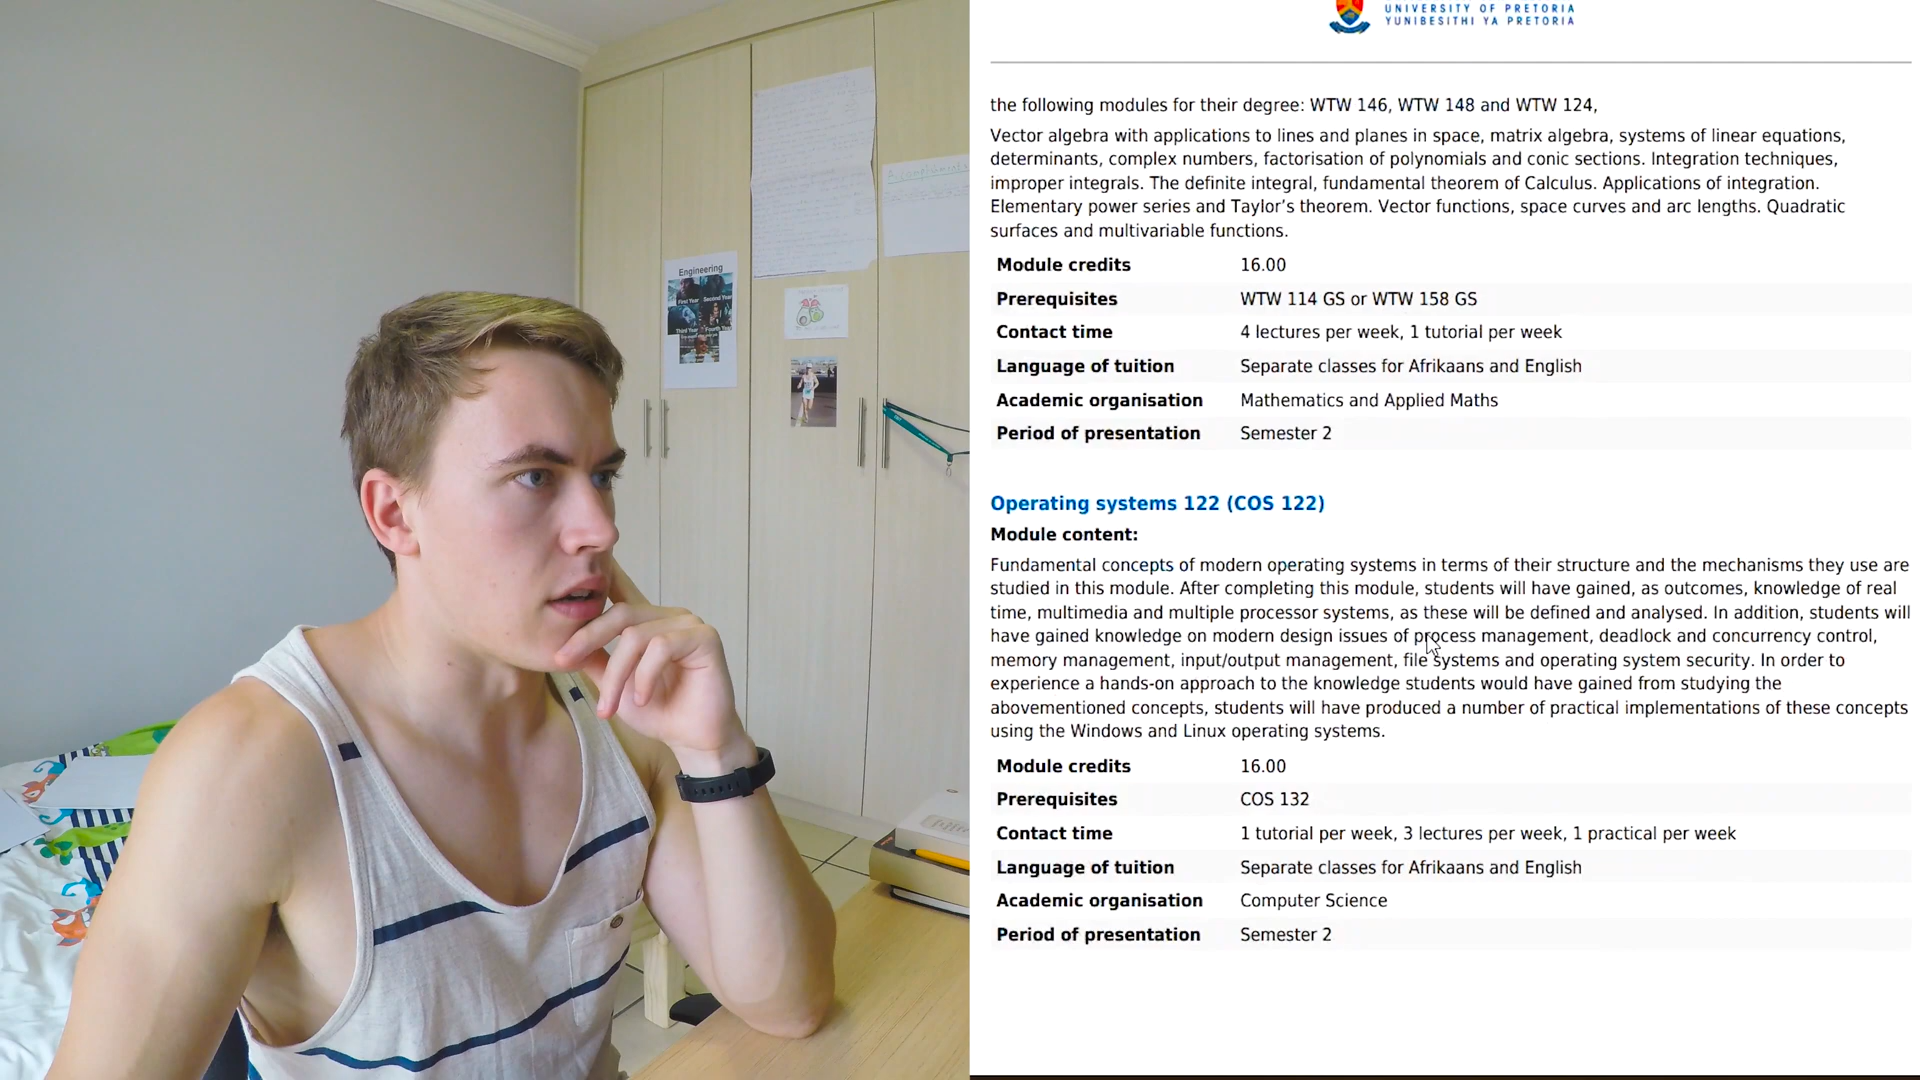 Engineering
First Year
Second Year
Third Year
Fourth Year
UNIVERSITY OF PRETORIA
YUNIBESITHI YA PRETORIA
the following modules for their degree: WTW 146, WTW 148 and WTW 124,
Vector algebra with applications to lines and planes in space, matrix algebra, systems of linear equations,
determinants, complex numbers, factorisation of polynomials and conic sections. Integration techniques,
improper integrals. The definite integral, fundamental theorem of Calculus. Applications of integration.
Elementary power series and Taylor’s theorem. Vector functions, space curves and arc lengths. Quadratic
surfaces and multivariable functions.
Module credits 16.00
Prerequisites WTW 114 GS or WTW 158 GS
Contact time 4 lectures per week, 1 tutorial per week
Language of tuition Separate classes for Afrikaans and English
Academic organisation Mathematics and Applied Maths
Period of presentation Semester 2
Operating systems 122 (COS 122)
Module content:
Fundamental concepts of modern operating systems in terms of their structure and the mechanisms they use are
studied in this module. After completing this module, students will have gained, as outcomes, knowledge of real
time, multimedia and multiple processor systems, as these will be defined and analysed. In addition, students will
have gained knowledge on modern design issues of process management, deadlock and concurrency control,
memory management, input/output management, file systems and operating system security. In order to
experience a hands-on approach to the knowledge students would have gained from studying the
abovementioned concepts, students will have produced a number of practical implementations of these concepts
using the Windows and Linux operating systems.
Module credits 16.00
Prerequisites COS 132
Contact time 1 tutorial per week, 3 lectures per week, 1 practical per week
Language of tuition Separate classes for Afrikaans and English
Academic organisation Computer Science
Period of presentation Semester 2